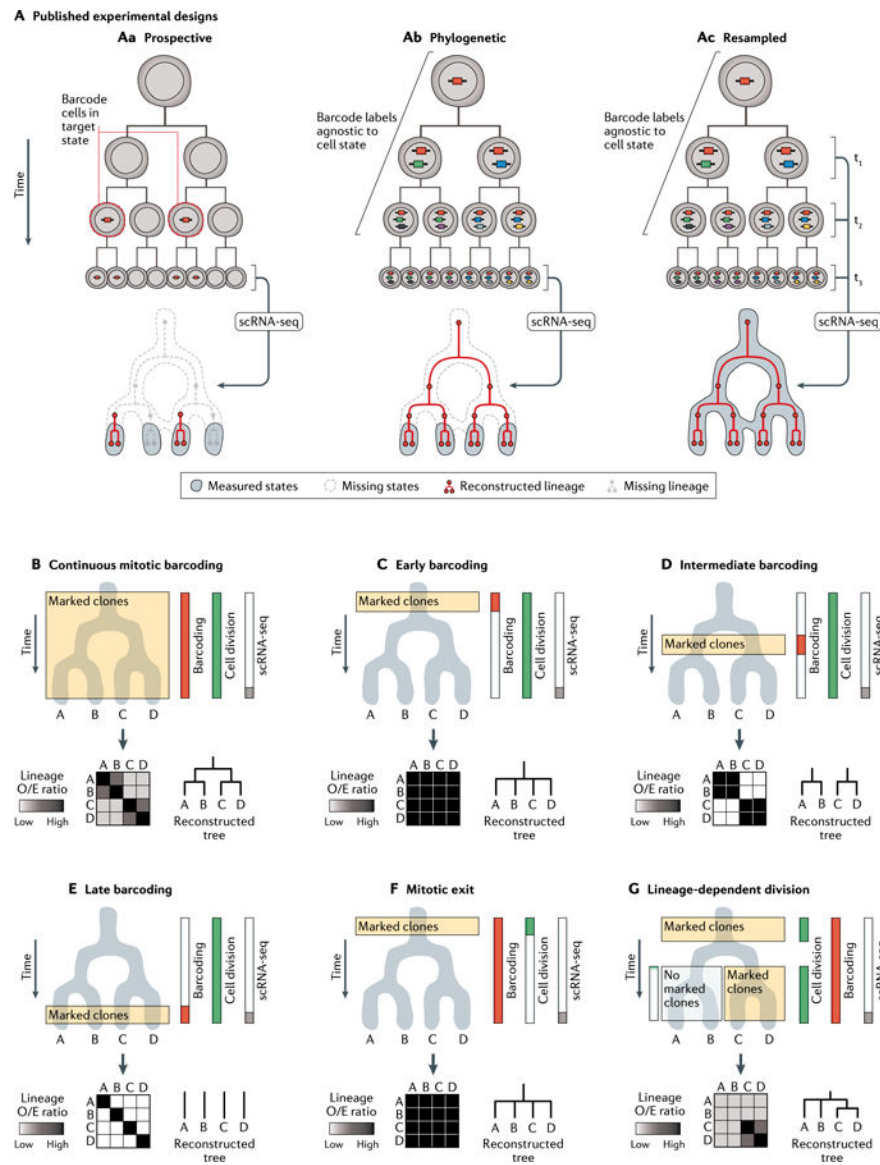 A Published experimental designs
Aa Prospective
Ab Phylogenetic
Ac Resampled
Barcode
cells in
target
state
Barcode labels
agnostic to
cell state
Barcode labels
agnostic to
cell state
Time
t1
t2
t3
scRNA-seq
scRNA-seq
scRNA-seq
Measured states
Missing states
Reconstructed lineage
Missing lineage
B Continuous mitotic barcoding
Time
Marked clones
Barcoding
Cell division
scRNA-seq
A B C D
Lineage
O/E ratio
Low High
A B C D
A
B
C
D
A B C D
Reconstructed
tree
C Early barcoding
Time
Marked clones
Barcoding
Cell division
scRNA-seq
A B C D
Lineage
O/E ratio
Low High
A B C D
A
B
C
D
A B C D
Reconstructed
tree
D Intermediate barcoding
Time
Marked clones
Barcoding
Cell division
scRNA-seq
A B C D
Lineage
O/E ratio
Low High
A B C D
A
B
C
D
A B C D
Reconstructed
tree
E Late barcoding
Time
Marked clones
Barcoding
Cell division
scRNA-seq
A B C D
Lineage
O/E ratio
Low High
A B C D
A
B
C
D
A B C D
Reconstructed
tree
F Mitotic exit
Time
Marked clones
Barcoding
Cell division
scRNA-seq
A B C D
Lineage
O/E ratio
Low High
A B C D
A
B
C
D
A B C D
Reconstructed
tree
G Lineage-dependent division
Time
Marked clones
No
marked
clones
Marked
clones
Cell division
Barcoding
A B C D
Lineage
O/E ratio
Low High
A B C D
A
B
C
D
A B C D
Reconstructed
tree